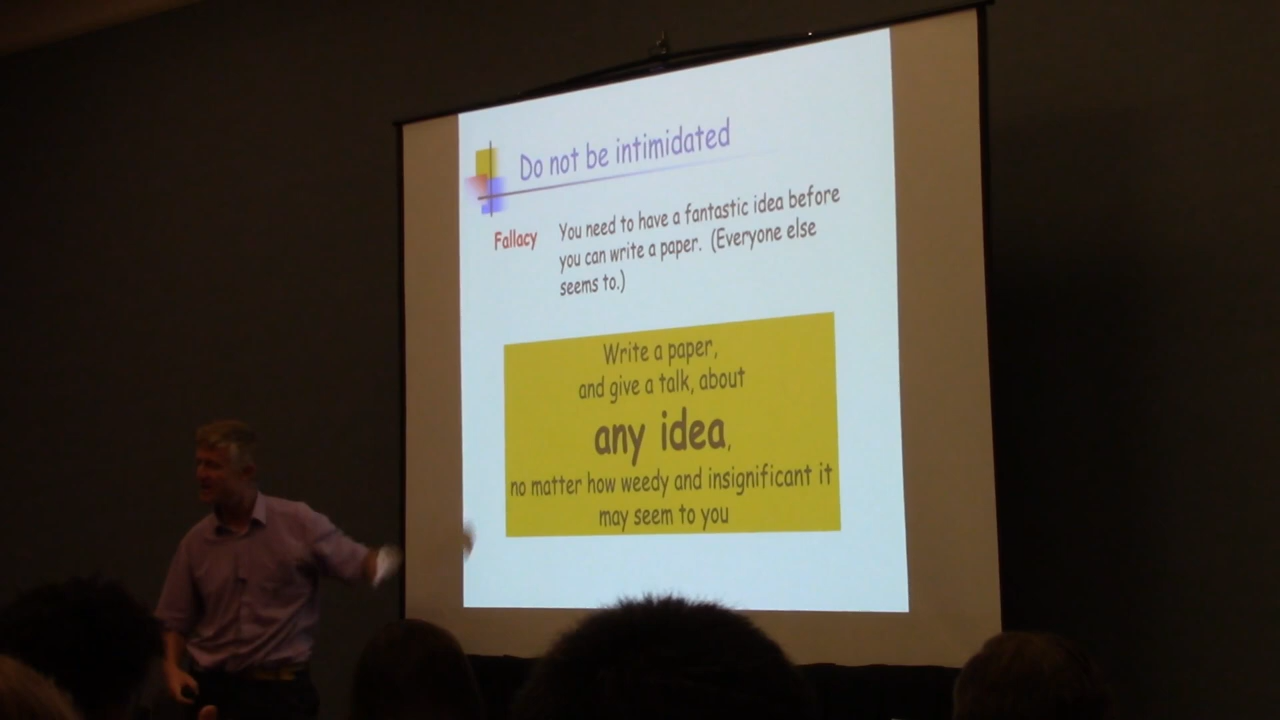 Do not be intimidated
Fallacy You need to have a fantastic idea before
you can write a paper. (Everyone else
seems to.)
Write a paper,
and give a talk, about
any idea,
no matter how weedy and insignificant it
may seem to you